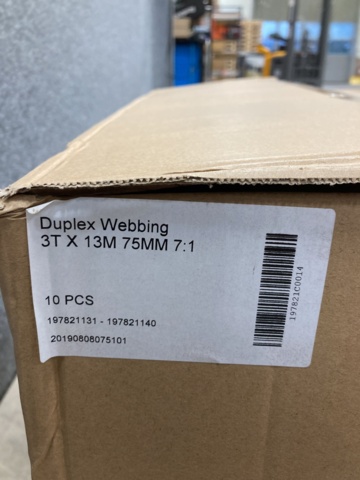 Duplex Webbing
3T X 13M 75MM 7:1
10 PCS
197821131 - 197821140
20190808075101
197821C0014